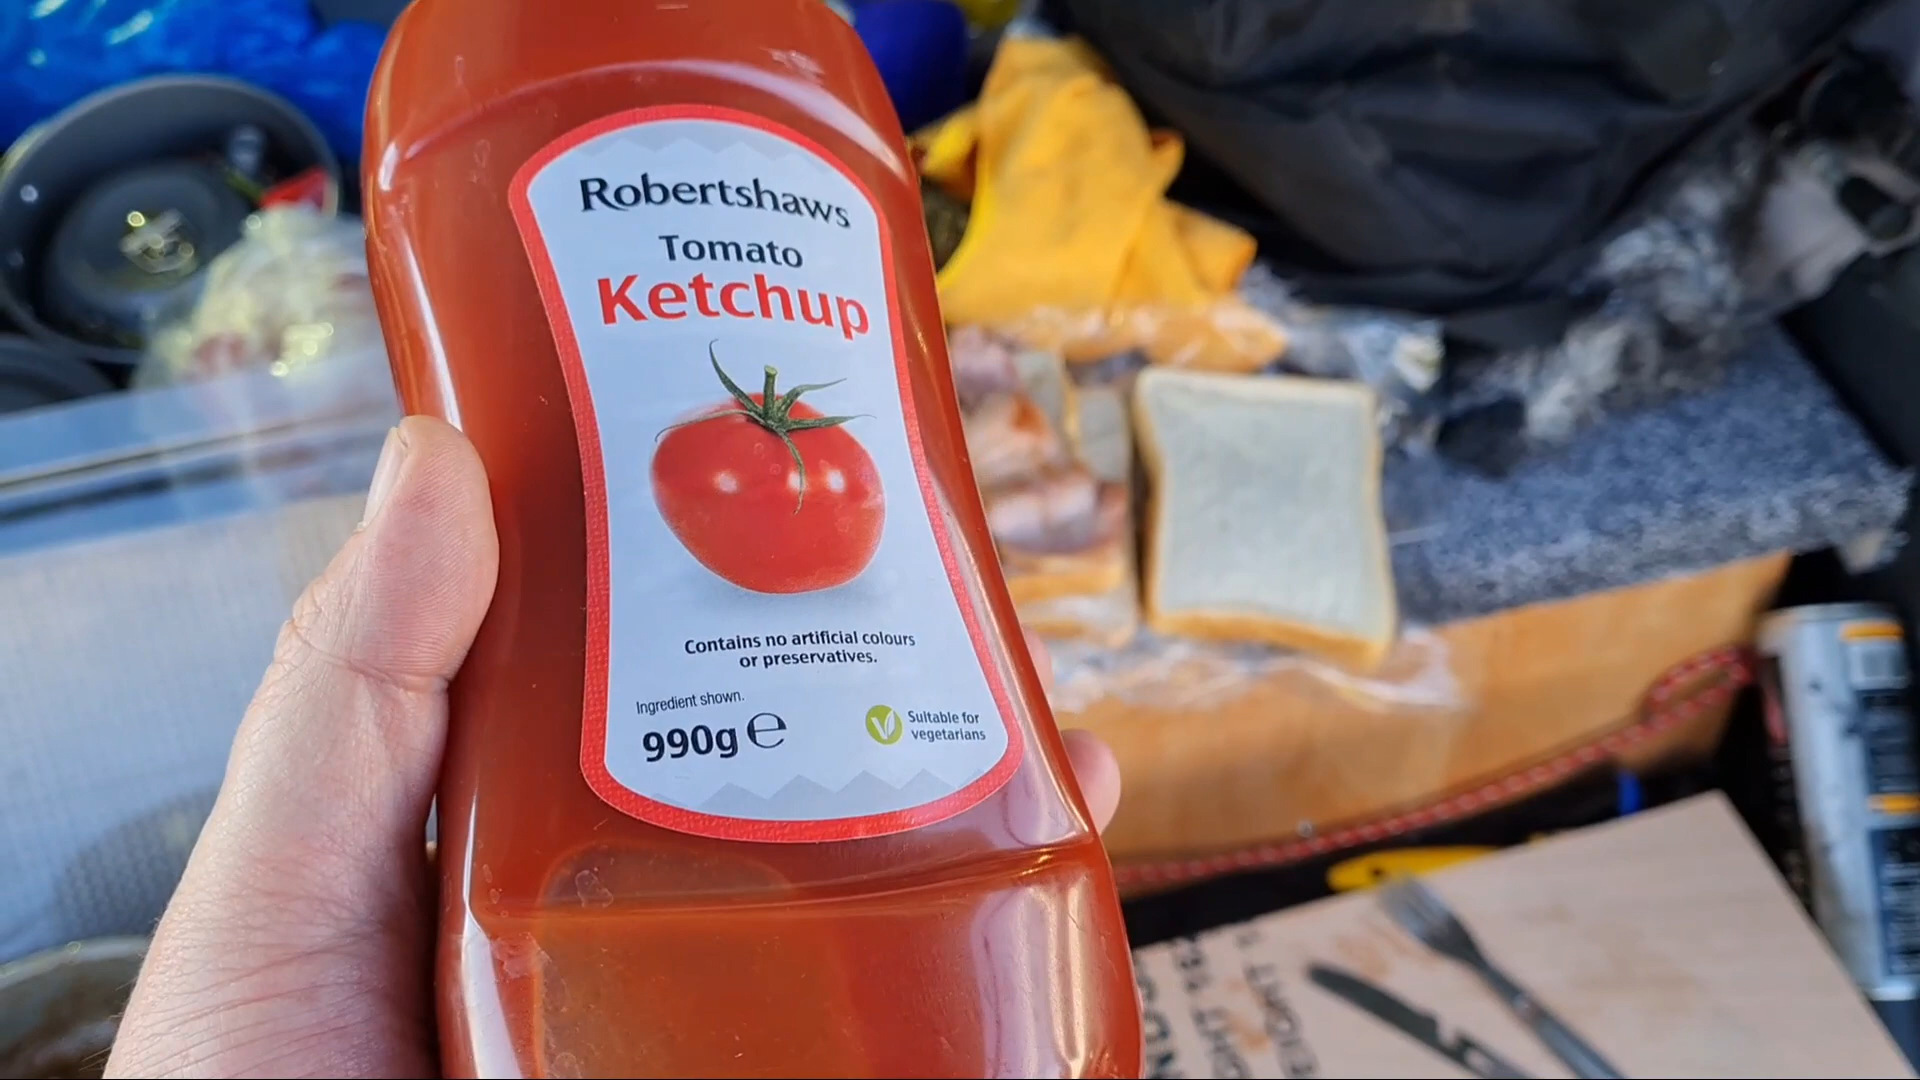 Robertshaws
Tomato
Ketchup
Contains no artificial colours
or preservatives.
Ingredient shown.
990g ℮
Suitable for
vegetarians